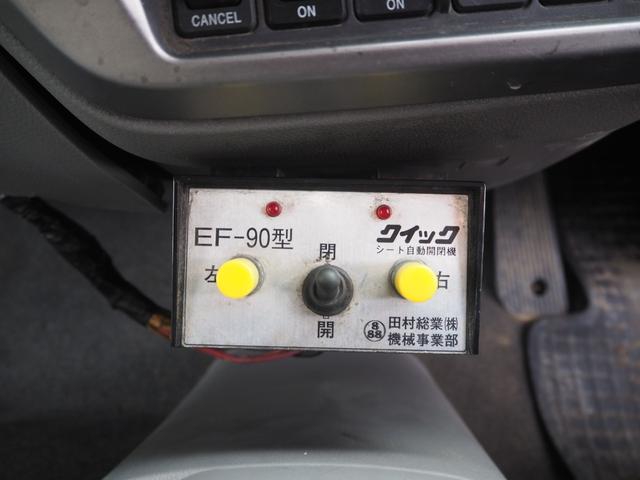 CANCEL
ON
ON
EF-90型
クイック
シート自動開閉機
閉
左
右
開
888
田村総業㈱
機械事業部